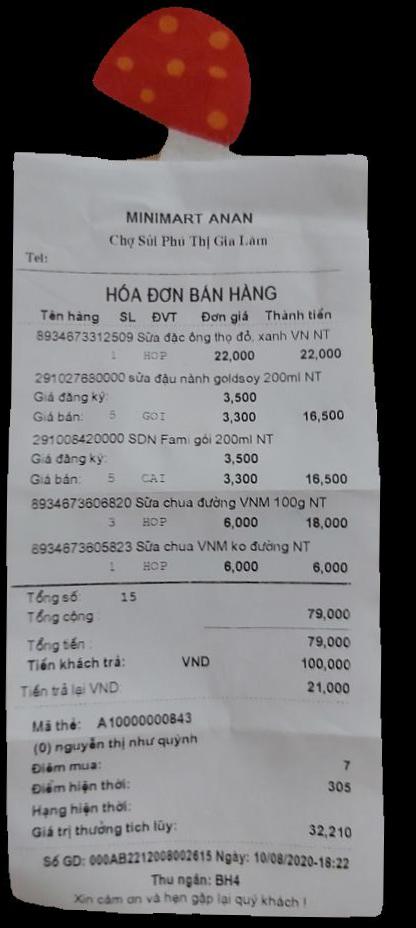 MINIMART ANAN
Chợ Sủi Phú Thị Gia Lâm
Tel:
HÓA ĐƠN BÁN HÀNG
Tên hàng SL ĐVT Đơn giá Thành tiền
8934673312509 Sữa đặc ông thọ đỏ, xanh VN NT
1 HOP 22,000 22,000
291027680000 sữa đậu nành goldsoy 200ml NT
Giá đăng ký: 3,500
Giá bán: 5 GOI 3,300 16,500
291008420000 SDN Fami gói 200ml NT
Giá đăng ký: 3,500
Giá bán: 5 CAI 3,300 16,500
8934673606820 Sữa chua đường VNM 100g NT
3 HOP 6,000 18,000
8934673605823 Sữa chua VNM ko đường NT
1 HOP 6,000 6,000
Tổng số: 15
Tổng cộng 79,000
Tổng tiền : 79,000
Tiền khách trả: VND 100,000
Tiền trả lại VND: 21,000
Mã thẻ: A10000000843
(0) nguyễn thị như quỳnh
Điểm mua: 7
Điểm hiện thời: 305
Hạng hiện thời:
Giá trị thưởng tích lũy: 32,210
Số GD: 000AB2212008002615 Ngày: 10/08/2020-18:22
Thu ngân: BH4
Xin cảm ơn và hẹn gặp lại quý khách !